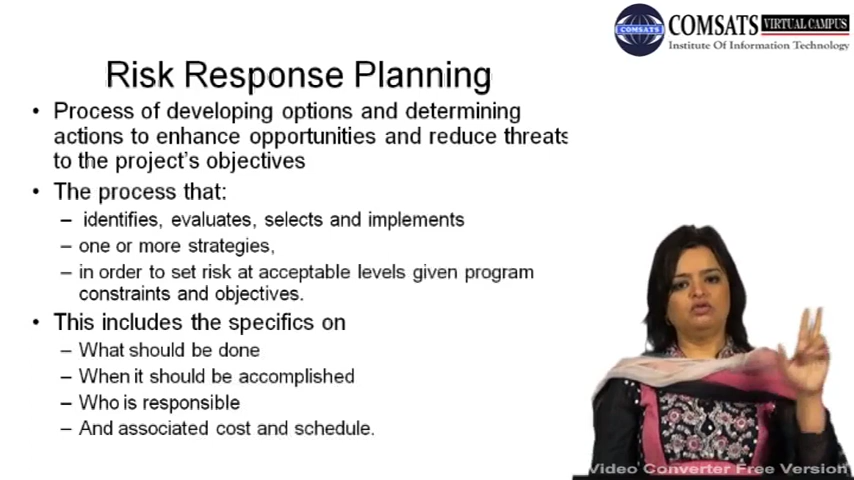 COMSATS VIRTUAL CAMPUS
COMSATS
Institute Of Information Technology
Risk Response Planning
• Process of developing options and determining
actions to enhance opportunities and reduce threats
to the project's objectives
• The process that:
– identifies, evaluates, selects and implements
– one or more strategies,
– in order to set risk at acceptable levels given program
constraints and objectives.
• This includes the specifics on
– What should be done
– When it should be accomplished
– Who is responsible
– And associated cost and schedule.
Video Converter Free Version